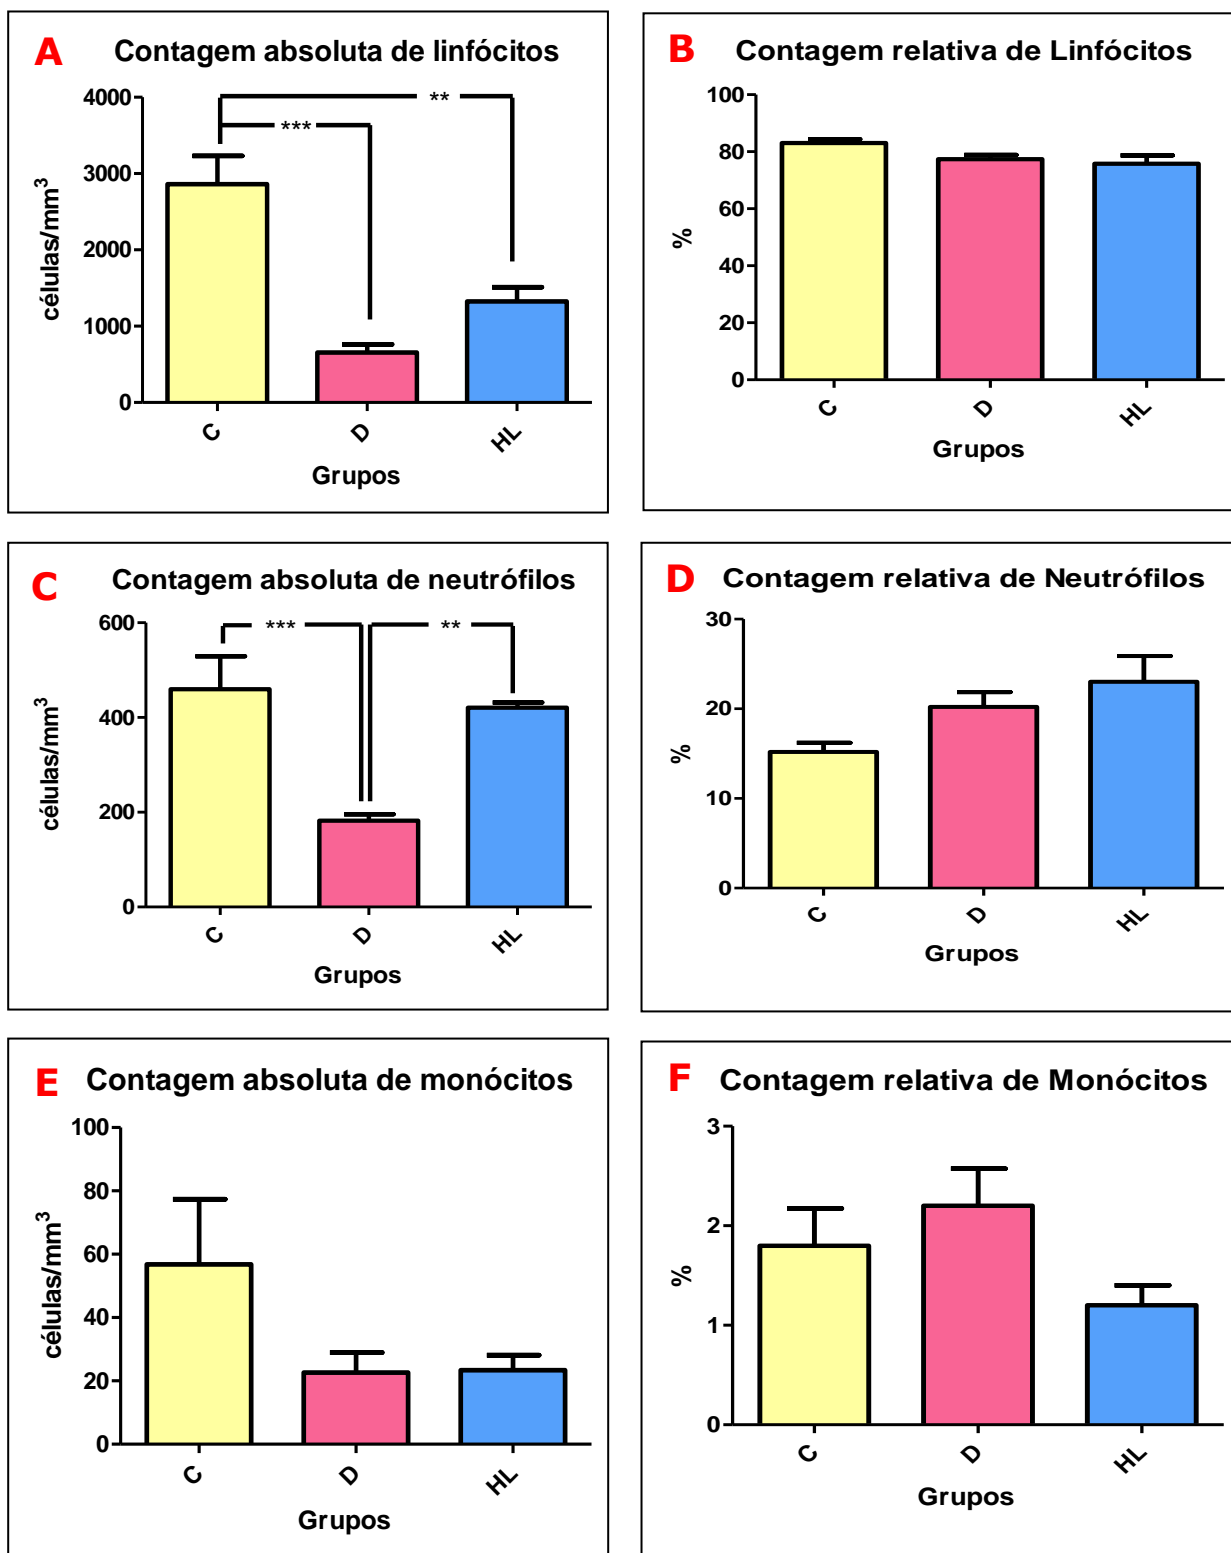 A Contagem absoluta de linfócitos
células/mm³
4000
3000
2000
1000
0
**
***
C D HL
Grupos
B Contagem relativa de Linfócitos
%
100
80
60
40
20
0
C D HL
Grupos
C Contagem absoluta de neutrófilos
células/mm³
600
400
200
0
*** **
C D HL
Grupos
D Contagem relativa de Neutrófilos
%
30
20
10
0
C D HL
Grupos
E Contagem absoluta de monócitos
células/mm³
100
80
60
40
20
0
C D HL
Grupos
F Contagem relativa de Monócitos
%
3
2
1
0
C D HL
Grupos